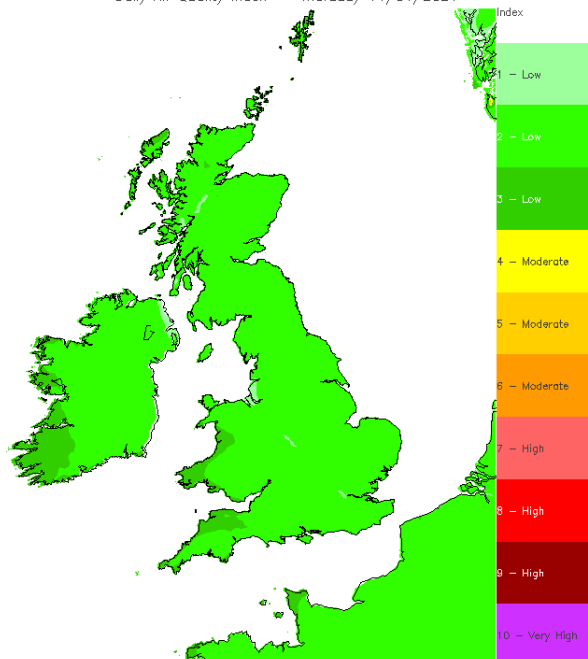 Index
1 - Low
2 - Low
3 - Low
4 - Moderate
5 - Moderate
6 - Moderate
7 - High
8 - High
9 - High
10 - Very High